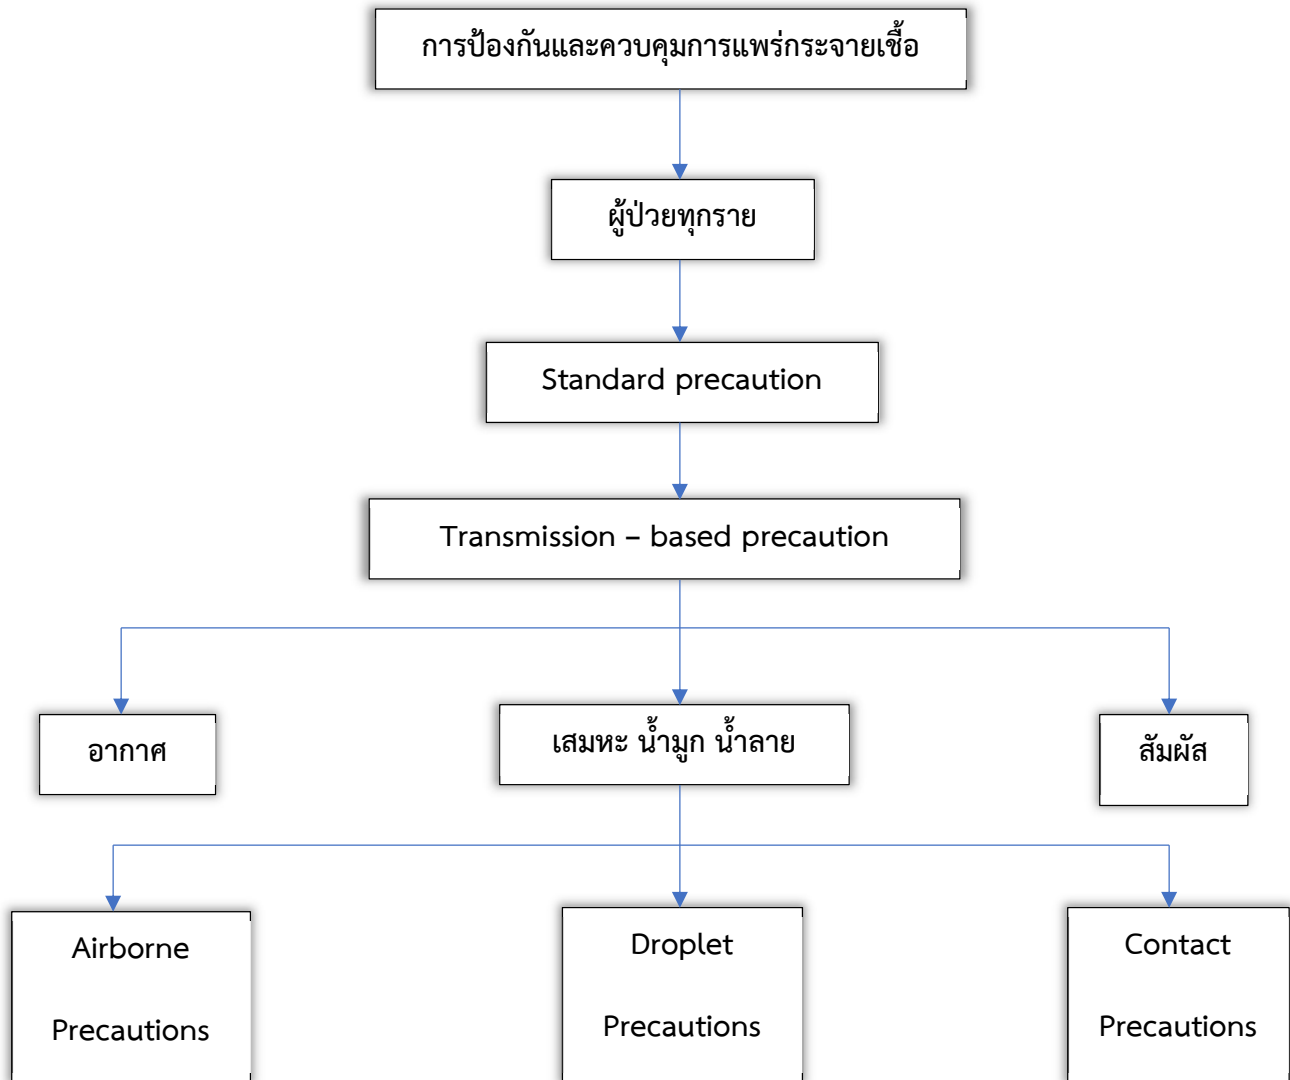 การป้องกันและควบคุมการแพร่กระจายเชื้อ
ผู้ป่วยทุกราย
Standard precaution
Transmission – based precaution
อากาศ
เสมหะ น้ำมูก น้ำลาย
สัมผัส
Airborne
Precautions
Droplet
Precautions
Contact
Precautions